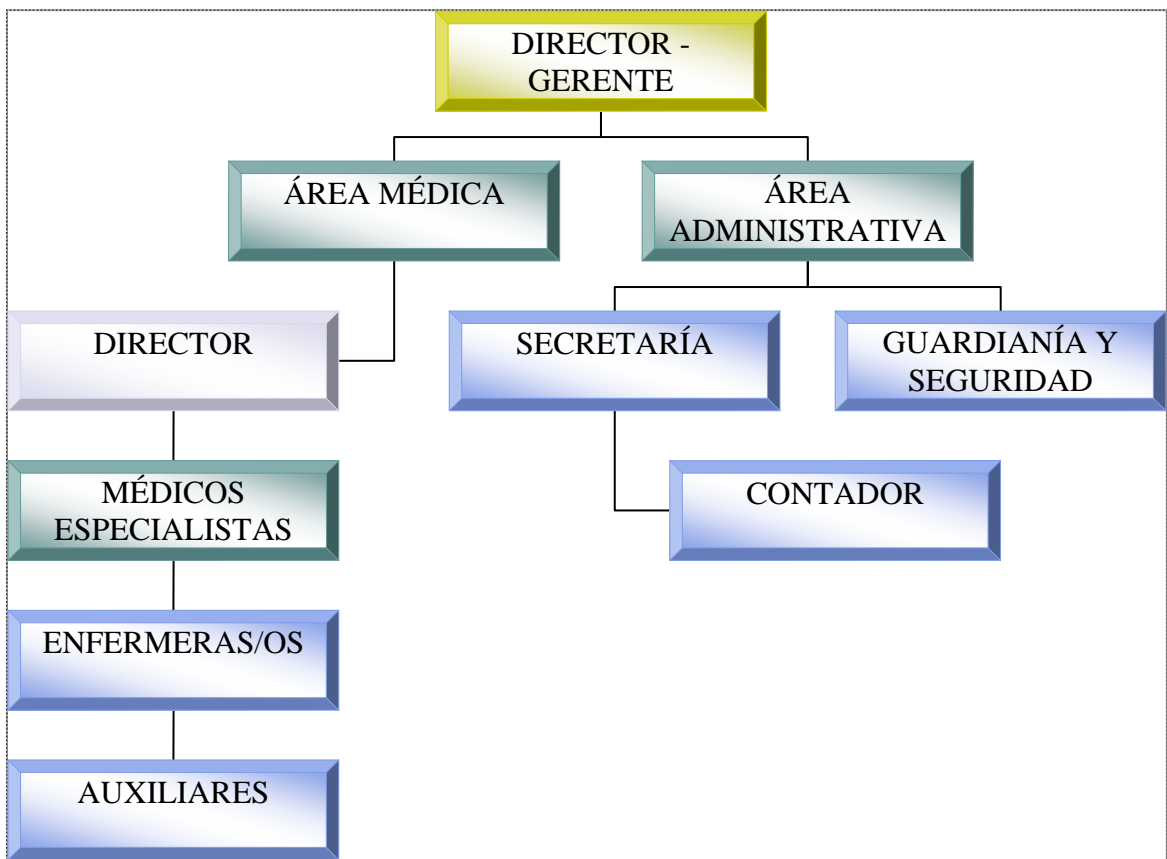 DIRECTOR -
GERENTE
ÁREA MÉDICA
ÁREA
ADMINISTRATIVA
DIRECTOR
SECRETARÍA
GUARDIANÍA Y
SEGURIDAD
MÉDICOS
ESPECIALISTAS
CONTADOR
ENFERMERAS/OS
AUXILIARES